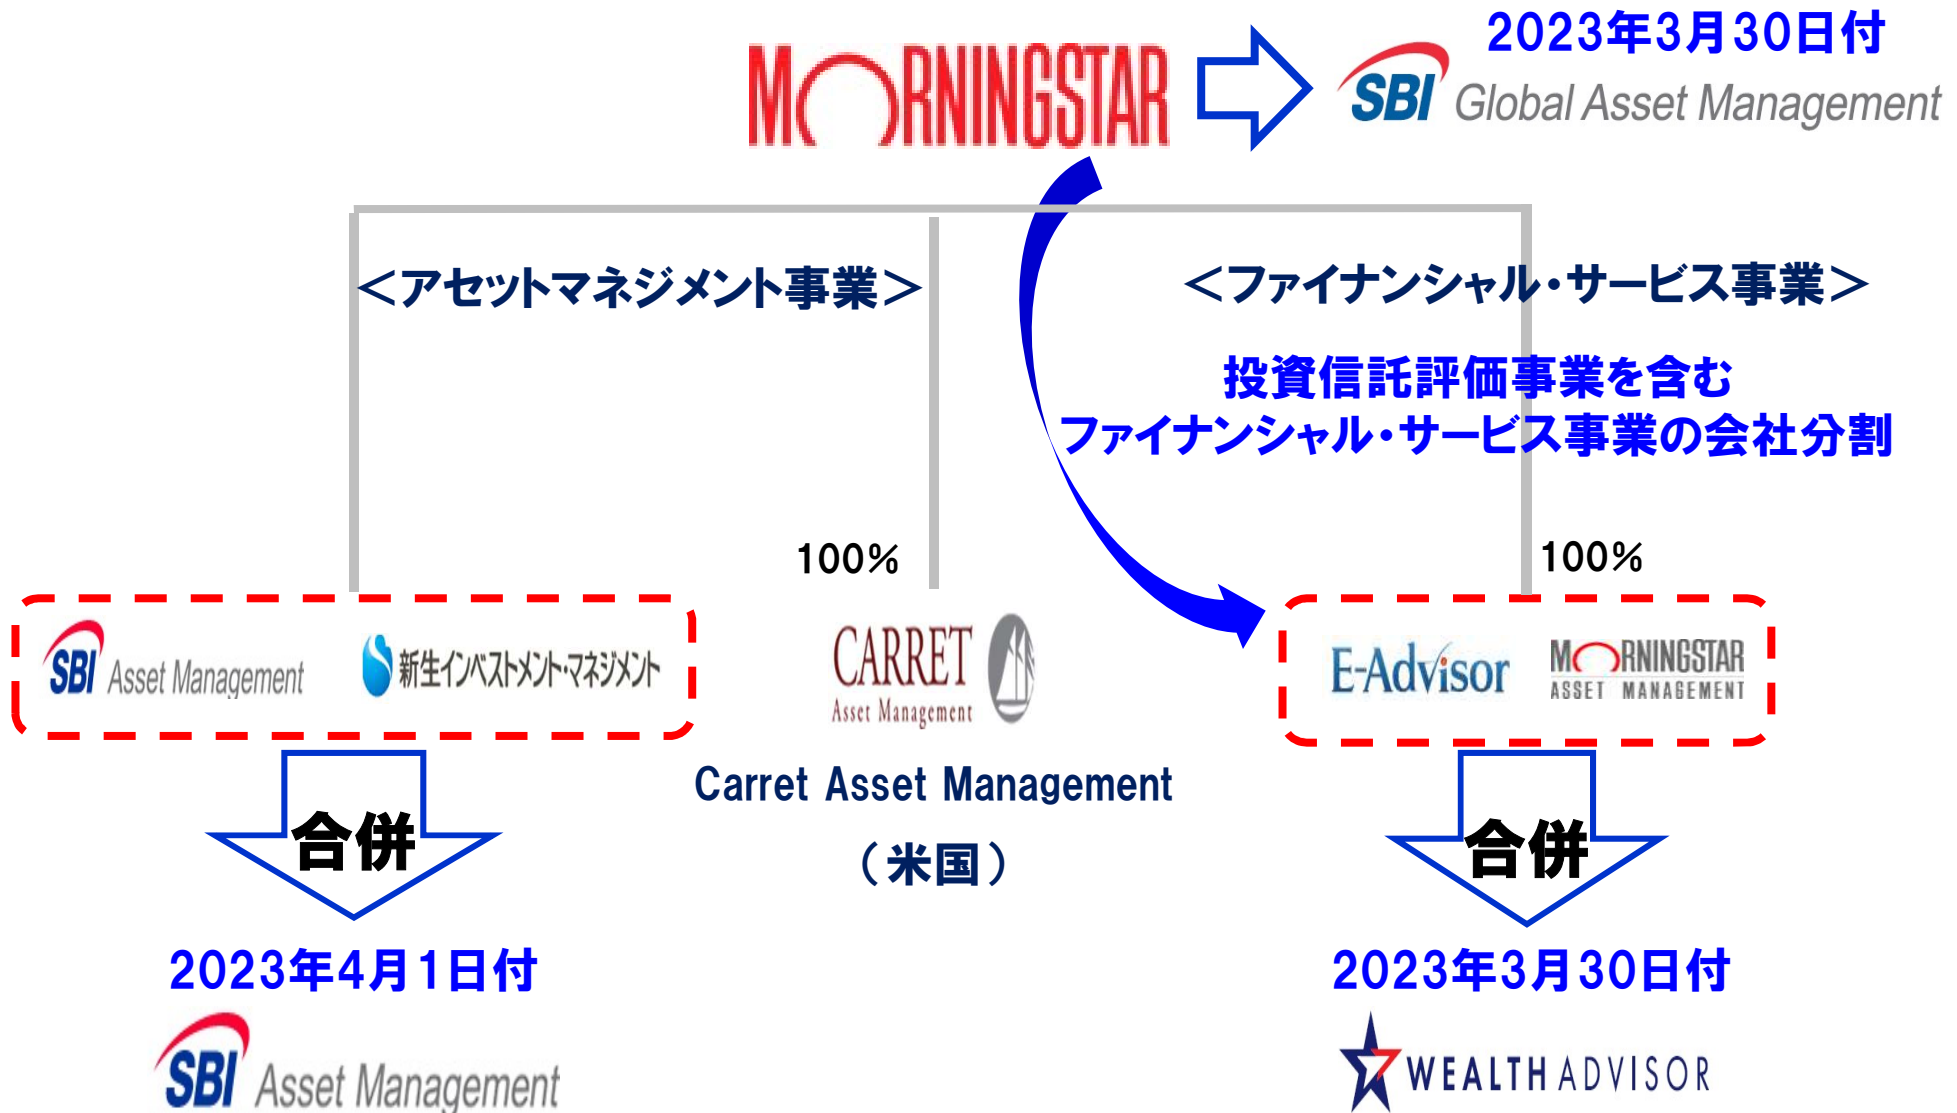 2023年3月30日付
MORNINGSTAR
SBI Global Asset Management
＜アセットマネジメント事業＞
＜ファイナンシャル・サービス事業＞
投資信託評価事業を含む
ファイナンシャル・サービス事業の会社分割
100%
100%
SBI Asset Management
新生インベストメント・マネジメント
CARRET
Asset Management
E-Advisor
MORNINGSTAR
ASSET MANAGEMENT
Carret Asset Management
（米国）
合併
合併
2023年4月1日付
2023年3月30日付
SBI Asset Management
WEALTH ADVISOR